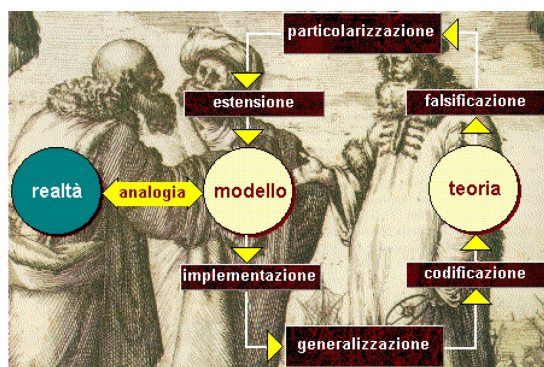 particolarizzazione
estensione
falsificazione
realtà
analogia
modello
teoria
implementazione
codificazione
generalizzazione